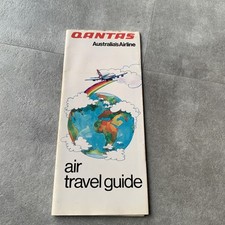 QANTAS
Australia's Airline
air
travel guide